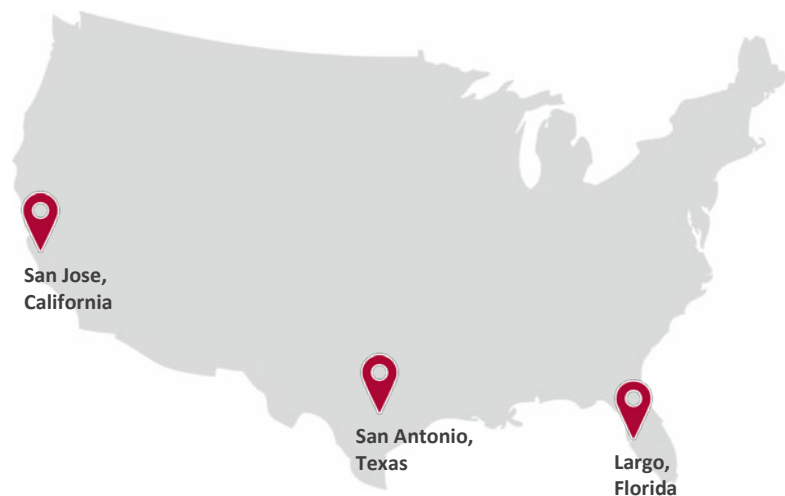 San Jose,
California
San Antonio,
Texas
Largo,
Florida